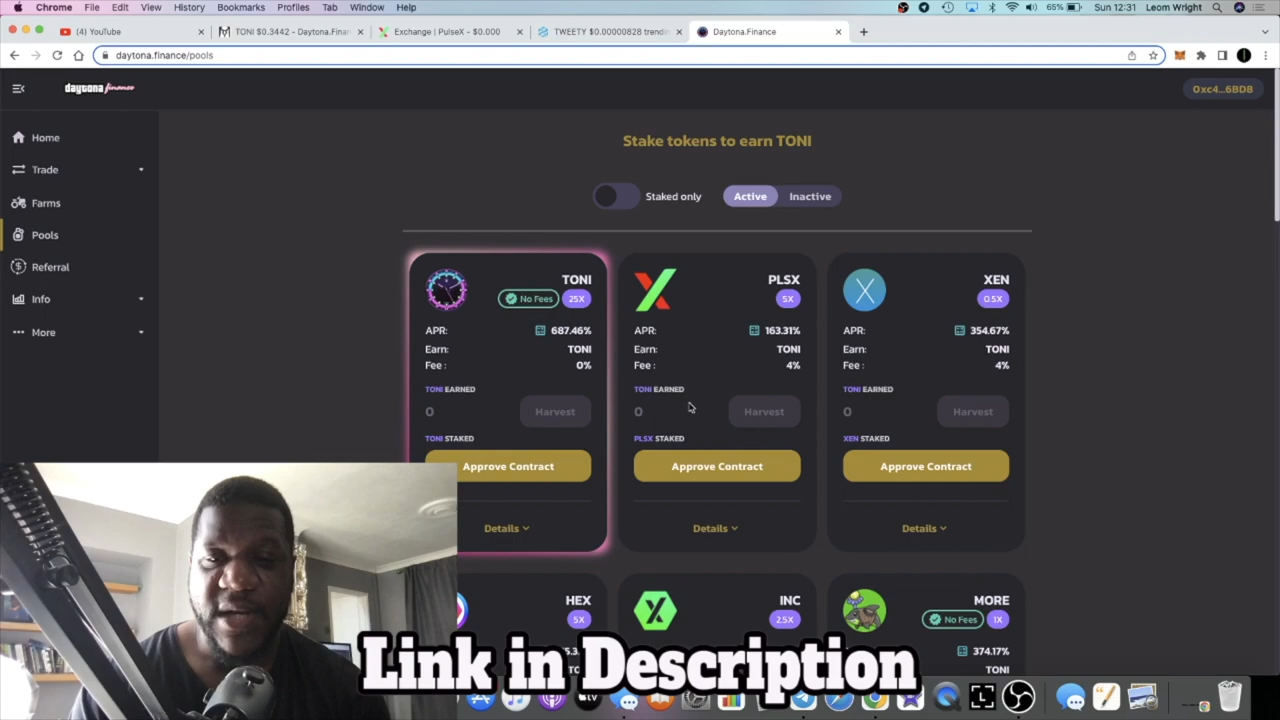 Chrome File Edit View History Bookmarks Profiles Tab Window Help 65% Sun 12:31 Leom Wright
(4) YouTube TONI $0.3442 - Daytona.Finan Exchange | PulseX - $0.000 TWEETY $0.00000828 trendin Daytona.Finance
daytona.finance/pools
daytona finance 0xc4...6BD8
Home
Trade
Farms
Pools
Referral
Info
More
Stake tokens to earn TONI
Staked only Active Inactive
TONI
No Fees 25X
APR: 687.46%
Earn: TONI
Fee : 0%
TONI EARNED
0 Harvest
TONI STAKED
Approve Contract
Details
PLSX
5X
APR: 163.31%
Earn: TONI
Fee : 4%
TONI EARNED
0 Harvest
PLSX STAKED
Approve Contract
Details
XEN
0.5X
APR: 354.67%
Earn: TONI
Fee : 4%
TONI EARNED
0 Harvest
XEN STAKED
Approve Contract
Details
HEX
5X
TONI
INC
2.5X
MORE
No Fees 1X
374.17%
TONI
Link in Description